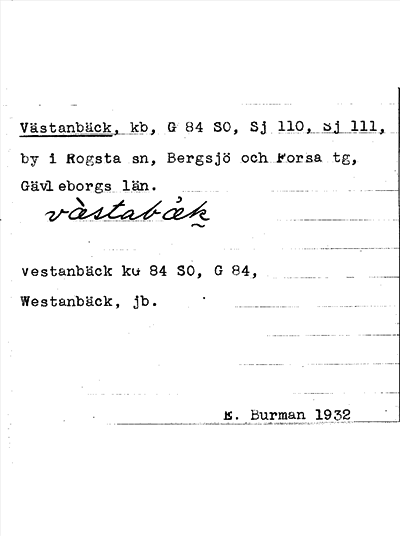 Västanbäck, kb, G 84 SO, Sj 110, Sj 111,
by i Rogsta sn, Bergsjö och Forsa tg,
Gävleborgs län.
vàstabǻk̰
Vestanbäck ku 84 SO, G 84,
Westanbäck, jb.
E. Burman 1932